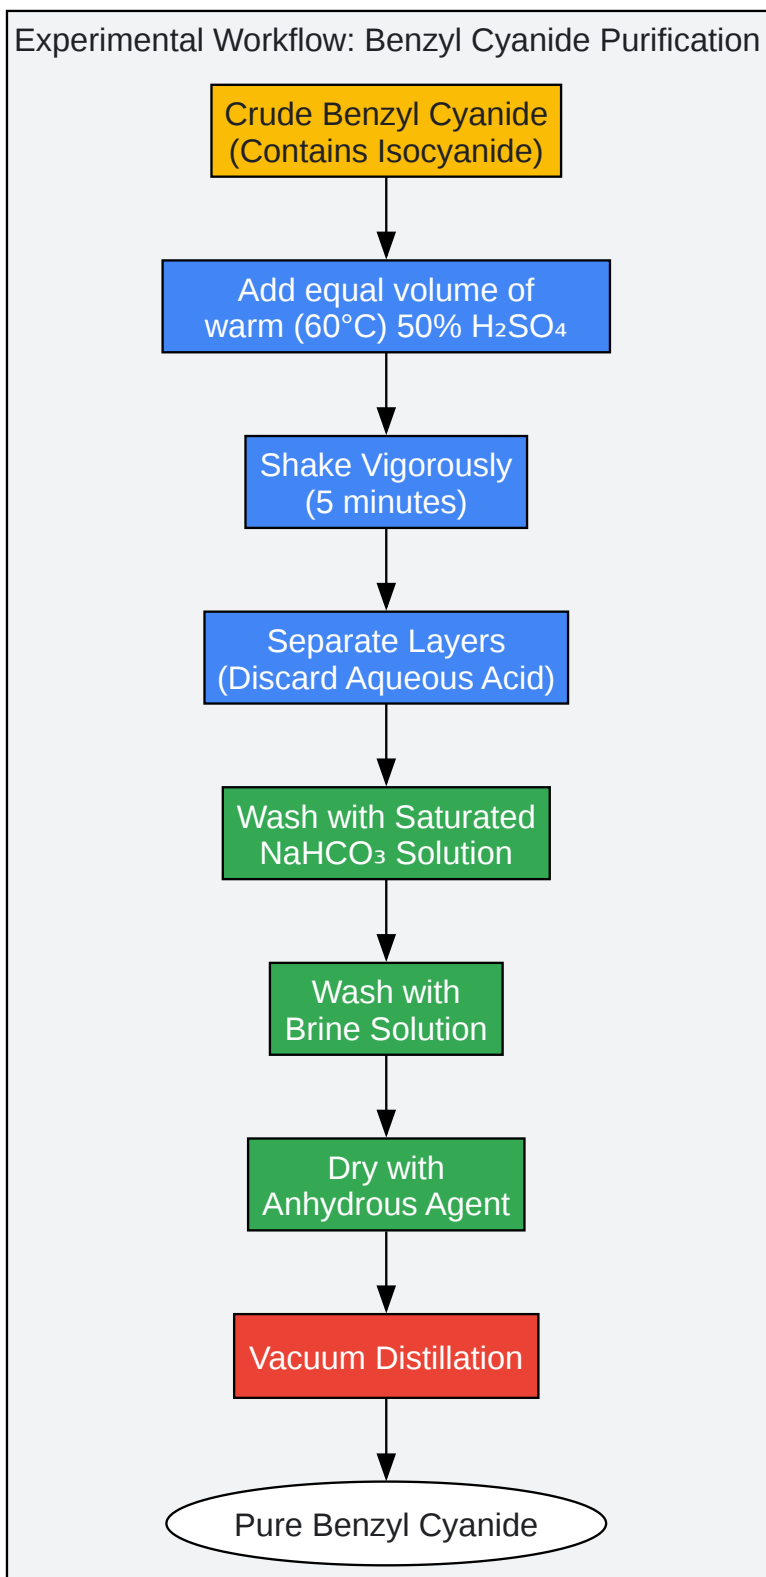 Experimental Workflow: Benzyl Cyanide Purification
Crude Benzyl Cyanide
(Contains Isocyanide)
Add equal volume of
warm (60°C) 50% H₂SO₄
Shake Vigorously
(5 minutes)
Separate Layers
(Discard Aqueous Acid)
Wash with Saturated
NaHCO₃ Solution
Wash with
Brine Solution
Dry with
Anhydrous Agent
Vacuum Distillation
Pure Benzyl Cyanide